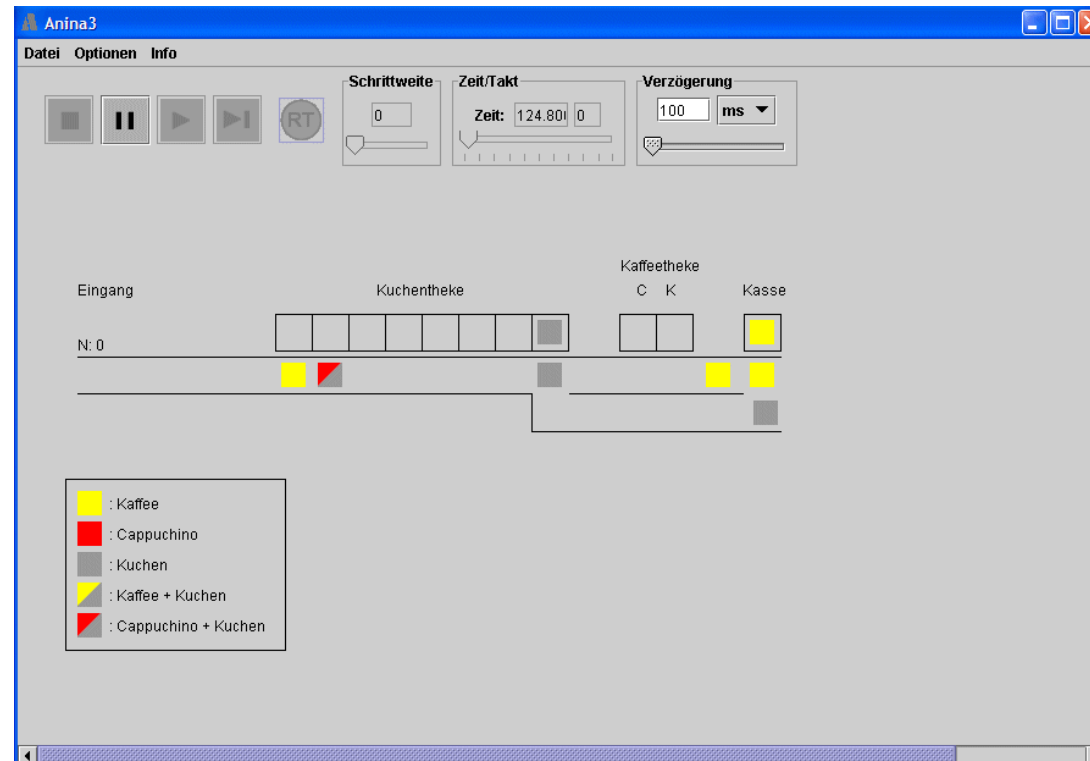 Anina3
Datei Optionen Info
Schrittweite Zeit/Takt Verzögerung
RT 0 Zeit: 124.80 0 100 ms
Kaffeetheke
Eingang Kuchentheke C K Kasse
N: 0
: Kaffee
: Cappuchino
: Kuchen
: Kaffee + Kuchen
: Cappuchino + Kuchen